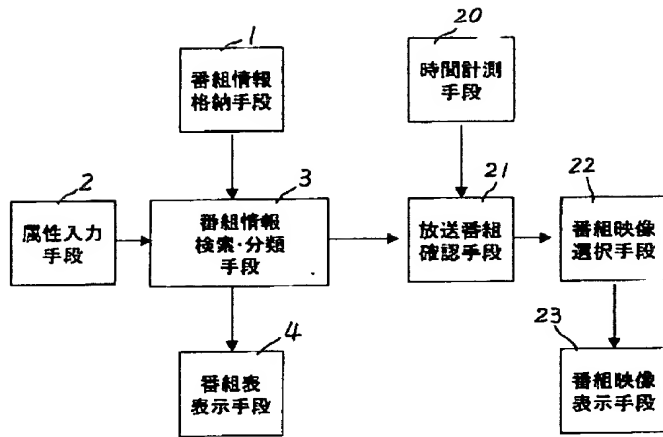 1
番組情報
格納手段
20
時間計測
手段
2
属性入力
手段
3
番組情報
検索・分類
手段
21
放送番組
確認手段
22
番組映像
選択手段
4
番組表
表示手段
23
番組映像
表示手段